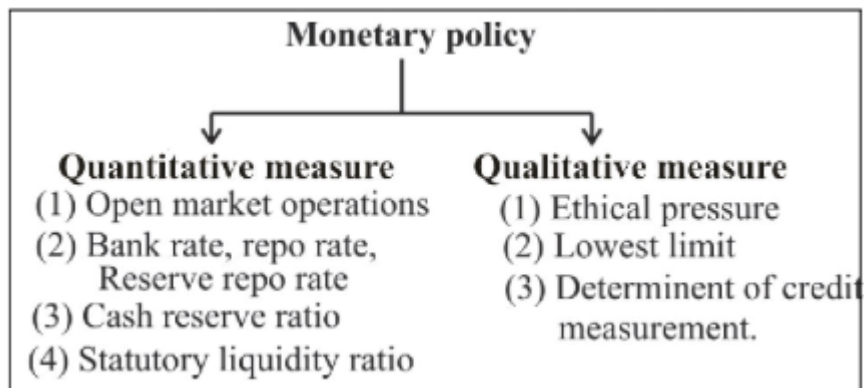 Monetary policy
Quantitative measure
(1) Open market operations
(2) Bank rate, repo rate,
Reserve repo rate
(3) Cash reserve ratio
(4) Statutory liquidity ratio
Qualitative measure
(1) Ethical pressure
(2) Lowest limit
(3) Determinent of credit
measurement.